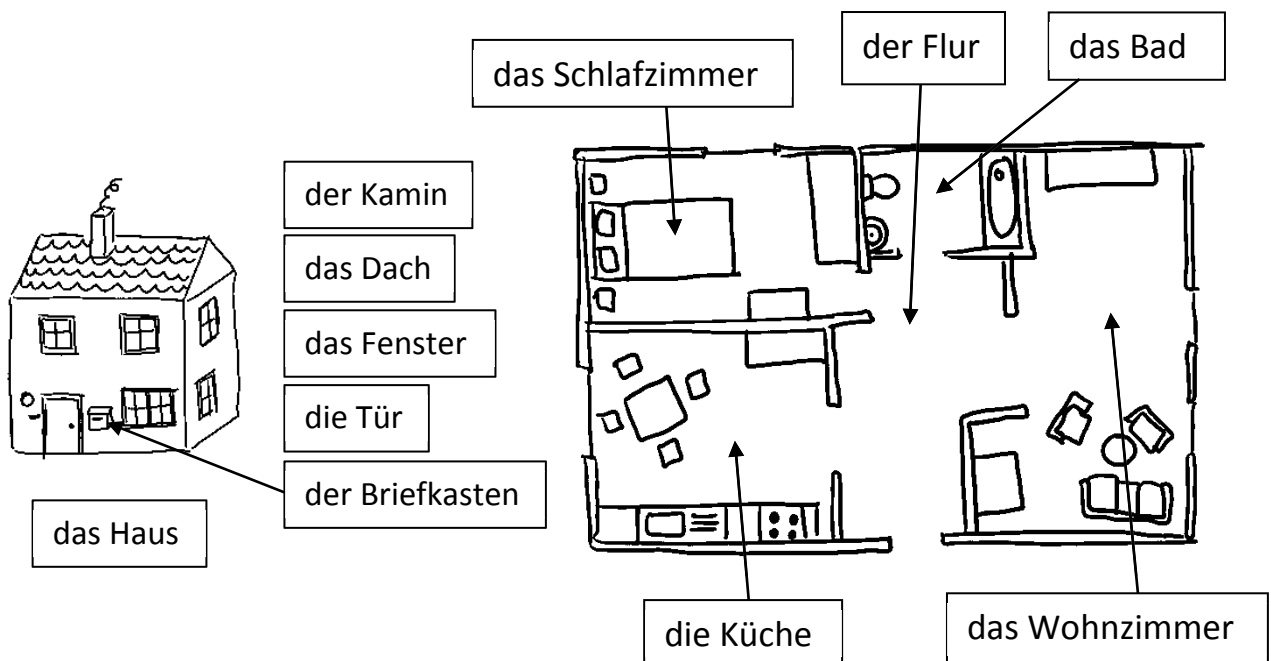 das Schlafzimmer
der Flur
das Bad
der Kamin
das Dach
das Fenster
die Tür
der Briefkasten
das Haus
die Küche
das Wohnzimmer